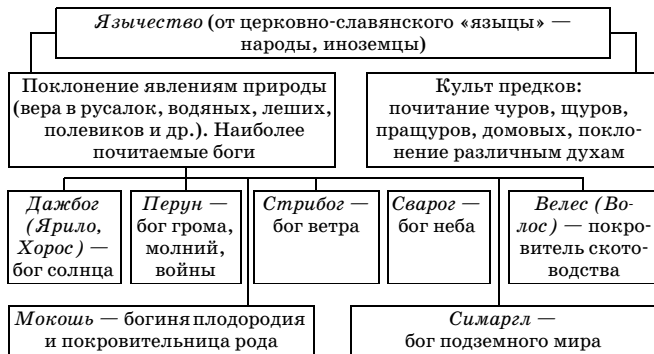 Язычество (от церковно-славянского «языцы» —
народы, иноземцы)
Поклонение явлениям природы
(вера в русалок, водяных, леших,
полевиков и др.). Наиболее
почитаемые боги
Культ предков:
почитание чуров, щуров,
пращуров, домовых, покло-
нение различным духам
Дажбог
(Ярило,
Хорос) —
бог солнца
Перун —
бог грома,
молний,
войны
Стрибог —
бог ветра
Сварог —
бог неба
Велес (Во-
лос) — покро-
витель ското-
водства
Мокошь — богиня плодородия
и покровительница рода
Симаргл —
бог подземного мира